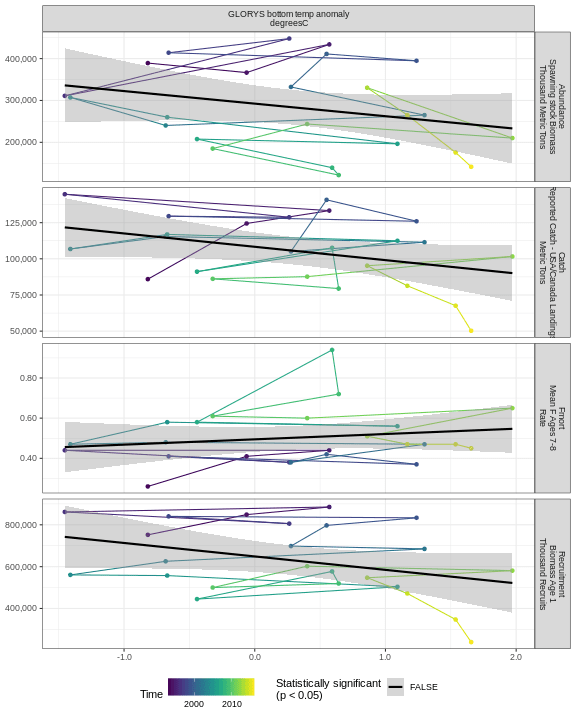 GLORYS bottom temp anomaly
degreesC
400,000
300,000
200,000
Abundance
Spawning stock Biomass
Thousand Metric Tons
125,000
100,000
75,000
50,000
Catch
Reported Catch - USA/Canada Landings
Metric Tons
0.80
0.60
0.40
Fmort
Mean F Ages 7-8
Rate
800,000
600,000
400,000
Recruitment
Biomass Age 1
Thousand Recruits
-1.0
0.0
1.0
2.0
Time
2000
2010
Statistically significant
(p < 0.05)
FALSE